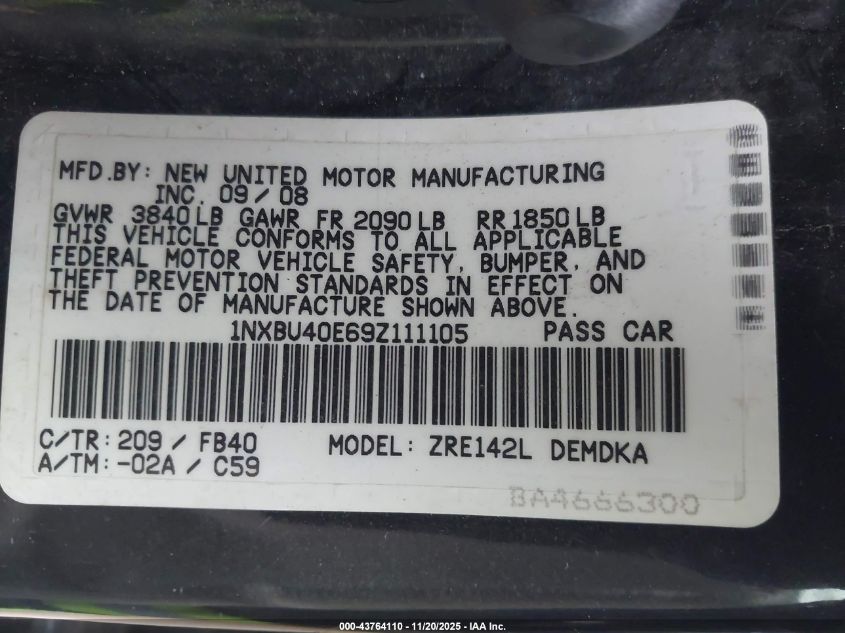 MFD.BY: NEW UNITED MOTOR MANUFACTURING
INC. 09/08
GVWR 3840LB GAWR FR 2090LB RR 1850LB
THIS VEHICLE CONFORMS TO ALL APPLICABLE
FEDERAL MOTOR VEHICLE SAFETY, BUMPER, AND
THEFT PREVENTION STANDARDS IN EFFECT ON
THE DATE OF MANUFACTURE SHOWN ABOVE.
1NXBU40E69Z111105 PASS CAR
C/TR: 209 / FB40 MODEL: ZRE142L DEMDKA
A/TM: -02A / C59
BA4666300
000-43764110 - 11/20/2025 - IAA Inc.